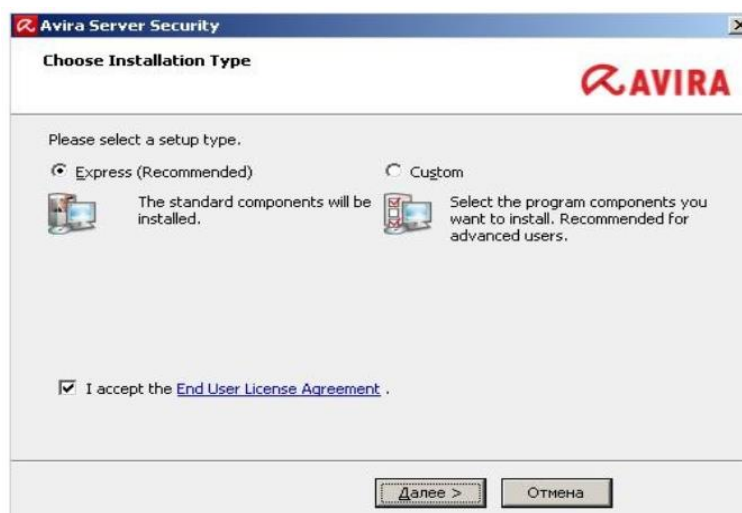 Avira Server Security
Choose Installation Type
AVIRA
Please select a setup type.
Express (Recommended)
The standard components will be
installed.
Custom
Select the program components you
want to install. Recommended for
advanced users.
I accept the End User License Agreement .
Далее >
Отмена